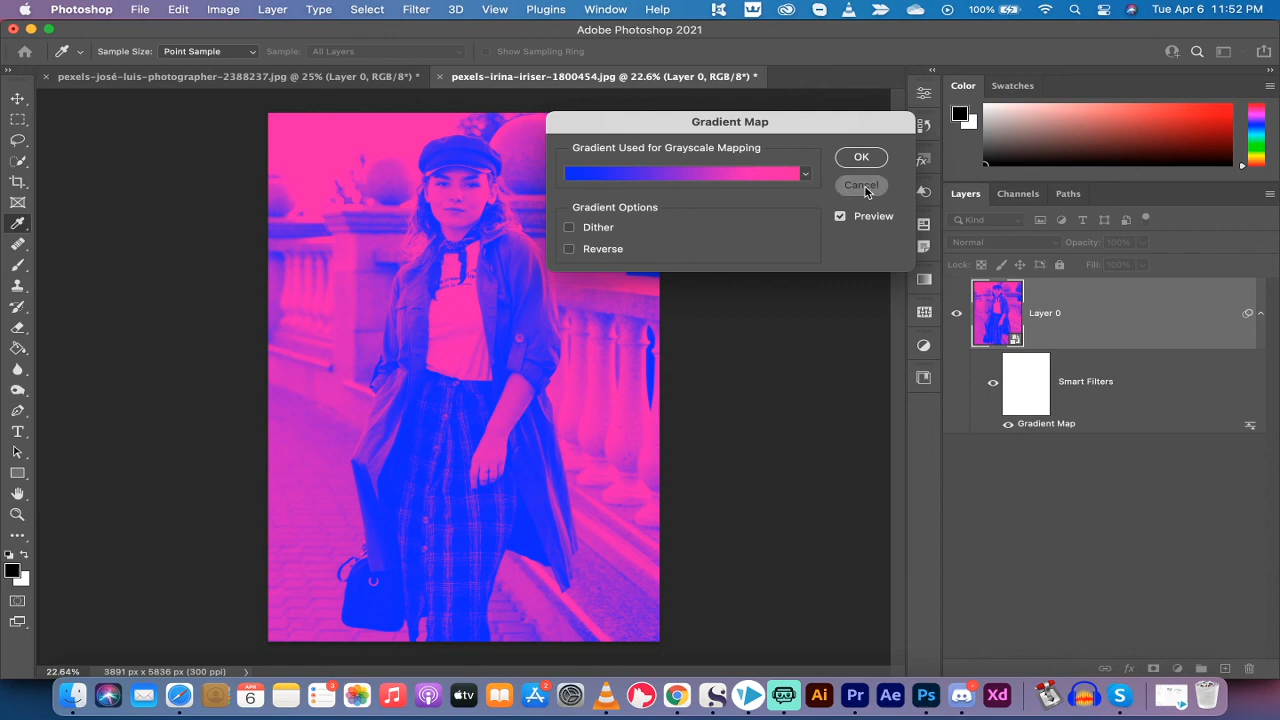 Photoshop File Edit Image Layer Type Select Filter 3D View Plugins Window Help 100% Tue Apr 6 11:52 PM
Adobe Photoshop 2021
Sample Size: Point Sample Sample: All Layers Show Sampling Ring
pexels-josé-luis-photographer-2388237.jpg @ 25% (Layer 0, RGB/8*) * pexels-irina-iriser-1800454.jpg @ 22.6% (Layer 0, RGB/8*) *
Gradient Map
Gradient Used for Grayscale Mapping
OK
Cancel
Gradient Options
Preview
Dither
Reverse
Color Swatches
Layers Channels Paths
Kind
Normal Opacity: 100%
Lock: Fill: 100%
Layer 0
Smart Filters
Gradient Map
22.64% 3891 px x 5836 px (300 ppi)
APR
6
3
2
tv
Ai Pr Ae Ps Xd